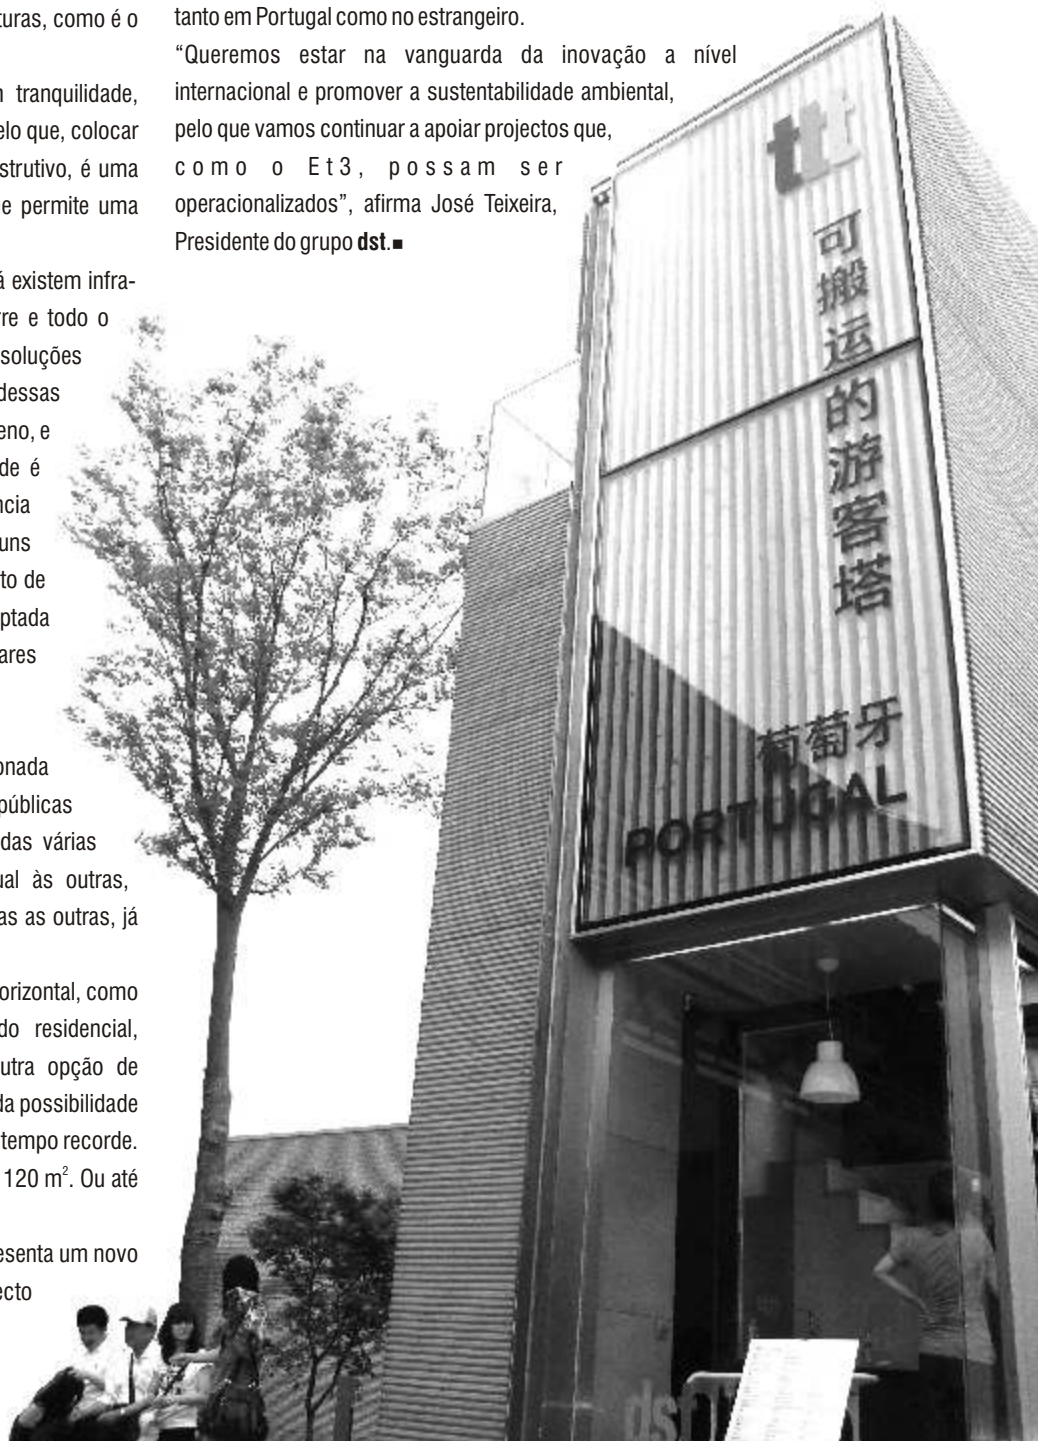 turas, como é o
tranquilidade,
elo que, colocar
strutivo, é uma
e permite uma
á existem infra-
re e todo o
soluções
dessas
eno, e
de é
ncia
uns
to de
ptada
ares
onada
públicas
das várias
ual às outras,
as as outras, já
orizontal, como
do residencial,
utra opção de
da possibilidade
tempo recorde.
120 m². Ou até
esenta um novo
ecto
tanto em Portugal como no estrangeiro.
“Queremos estar na vanguarda da inovação a nível
internacional e promover a sustentabilidade ambiental,
pelo que vamos continuar a apoiar projectos que,
como o Et3, possam ser
operacionalizados”, afirma José Teixeira,
Presidente do grupo dst.■
ttt
可搬运的游客塔
葡萄牙
PORTUGAL
dst